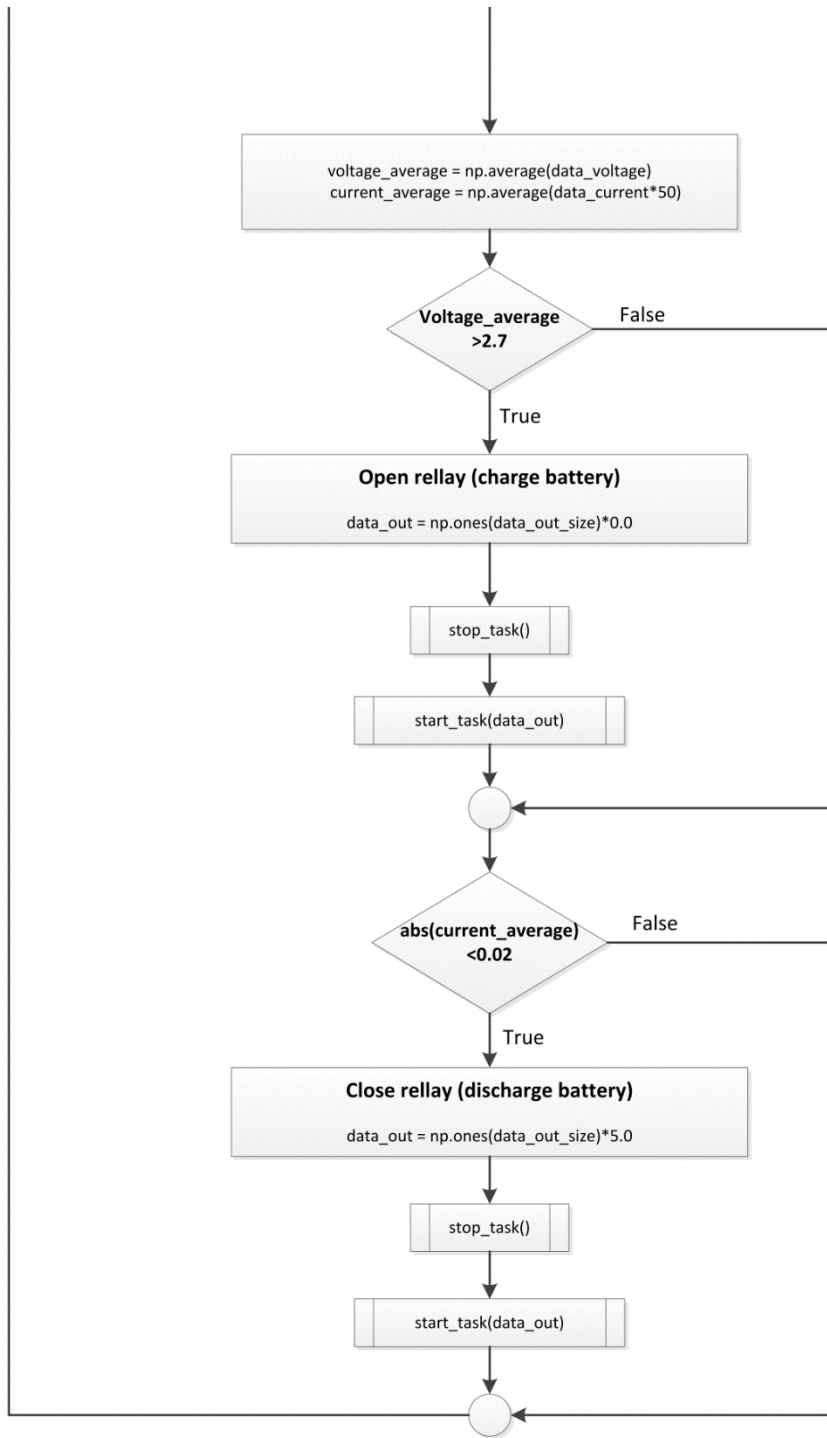 voltage_average = np.average(data_voltage)
current_average = np.average(data_current*50)
Voltage_average
>2.7
False
True
Open rellay (charge battery)
data_out = np.ones(data_out_size)*0.0
stop_task()
start_task(data_out)
abs(current_average)
<0.02
False
True
Close rellay (discharge battery)
data_out = np.ones(data_out_size)*5.0
stop_task()
start_task(data_out)